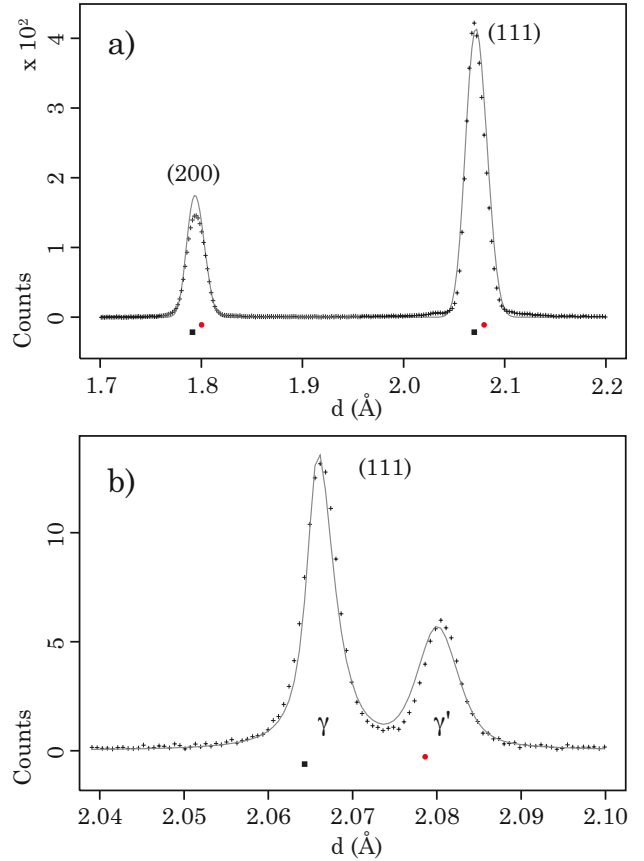 a)
x 10²
(111)
(200)
4
3
2
1
0
Counts
1.7 1.8 1.9 2.0 2.1 2.2
d (Å)
b)
(111)
10
5
0
Counts
γ γ'
2.04 2.05 2.06 2.07 2.08 2.09 2.10
d (Å)